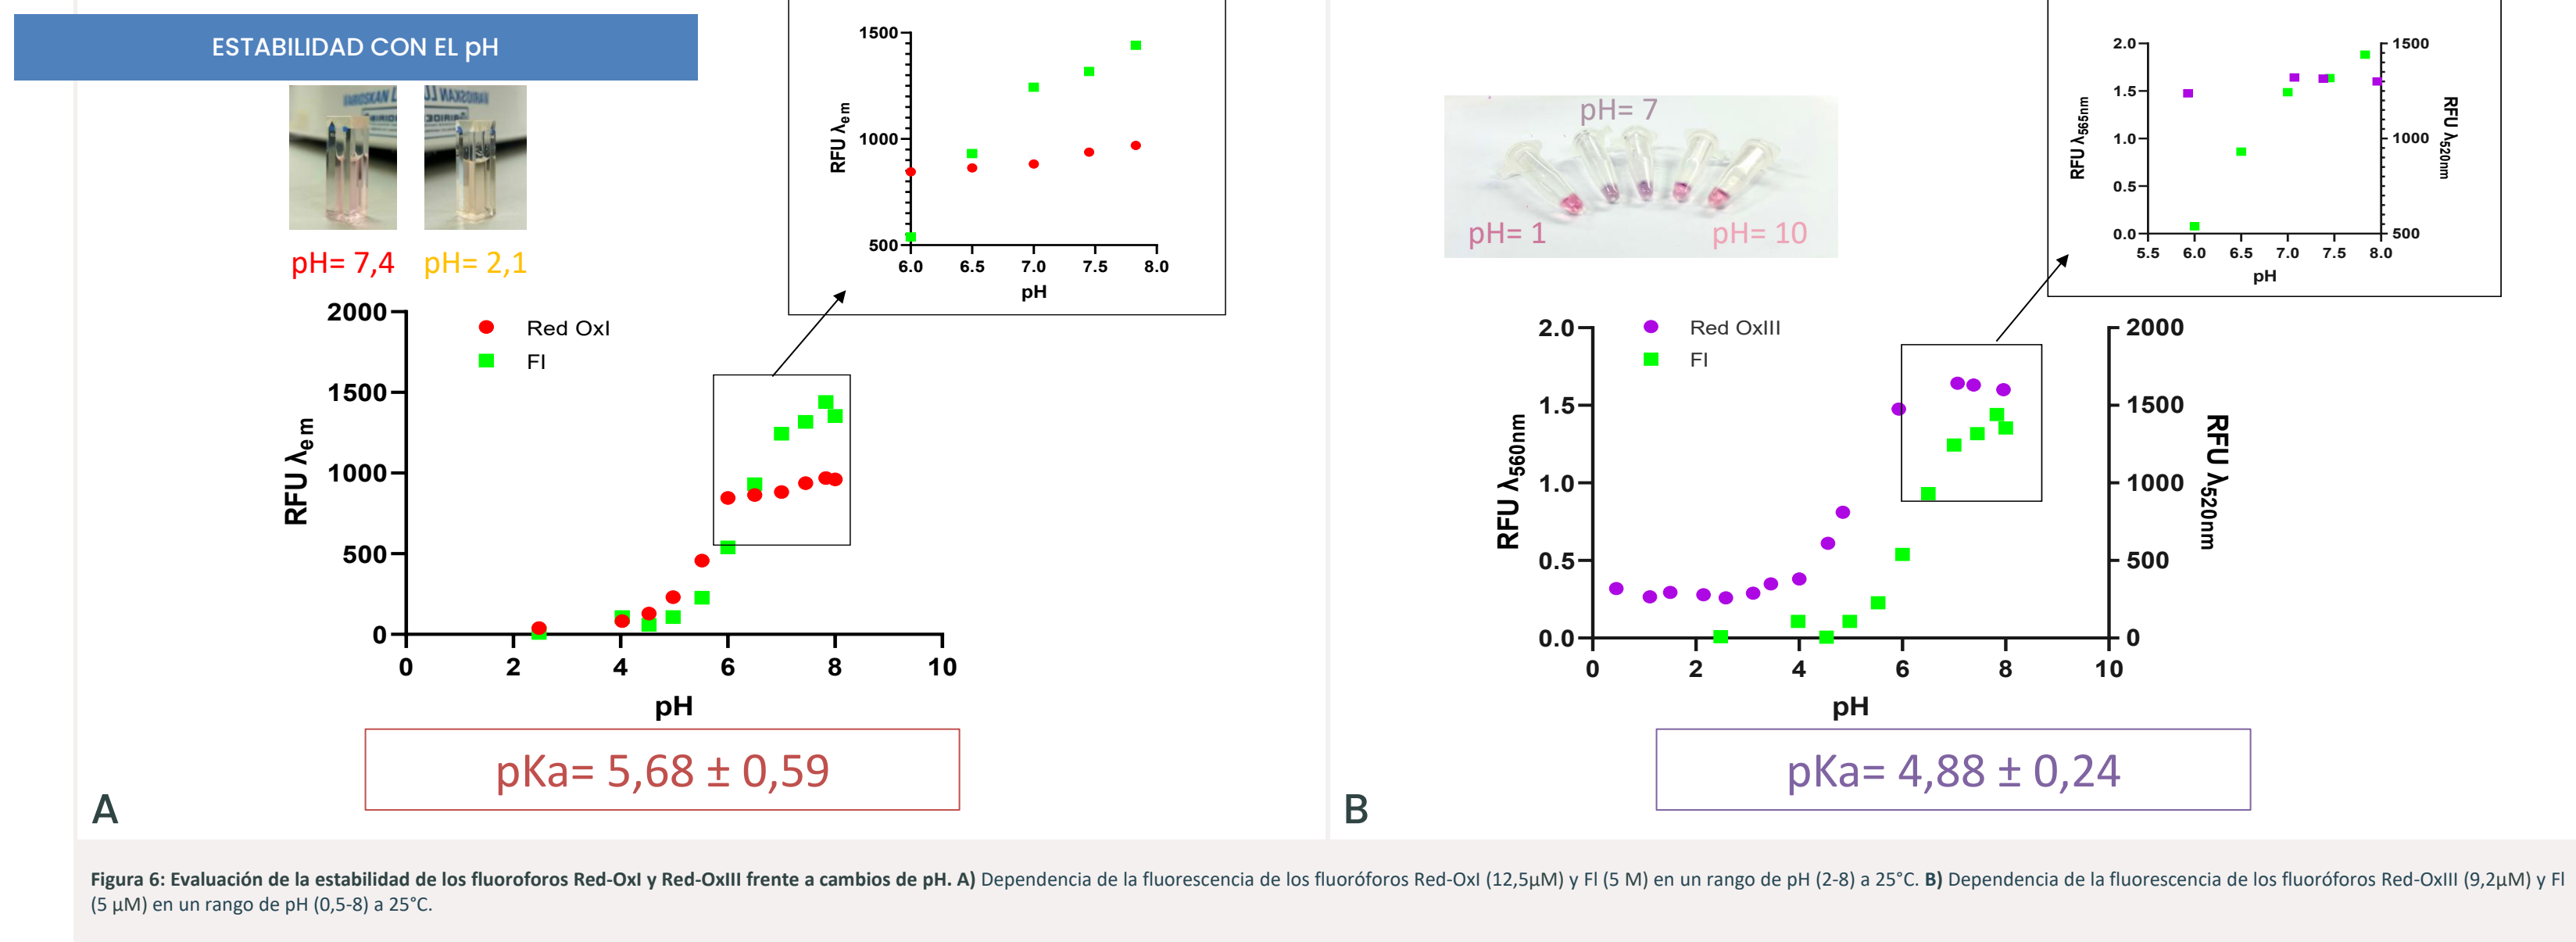 ESTABILIDAD CON EL pH
pH= 7,4
pH= 2,1
1500
1000
500
RFU λem
6.0 6.5 7.0 7.5 8.0
pH
2000
1500
1000
500
0
RFU λem
Red OxI
Fl
0 2 4 6 8 10
pH
pKa= 5,68 ± 0,59
A
pH= 7
pH= 1
pH= 10
2.0
1.5
1.0
0.5
0.0
RFU λ565nm
1500
1000
500
RFU λ520nm
5.5 6.0 6.5 7.0 7.5 8.0
pH
2.0
1.5
1.0
0.5
0.0
RFU λ560nm
Red OxIII
Fl
2000
1500
1000
500
0
RFU λ520nm
0 2 4 6 8 10
pH
pKa= 4,88 ± 0,24
B
Figura 6: Evaluación de la estabilidad de los fluoroforos Red-OxI y Red-OxIII frente a cambios de pH. A) Dependencia de la fluorescencia de los fluoróforos Red-OxI (12,5µM) y Fl (5 M) en un rango de pH (2-8) a 25°C. B) Dependencia de la fluorescencia de los fluoróforos Red-OxIII (9,2µM) y Fl
(5 µM) en un rango de pH (0,5-8) a 25°C.